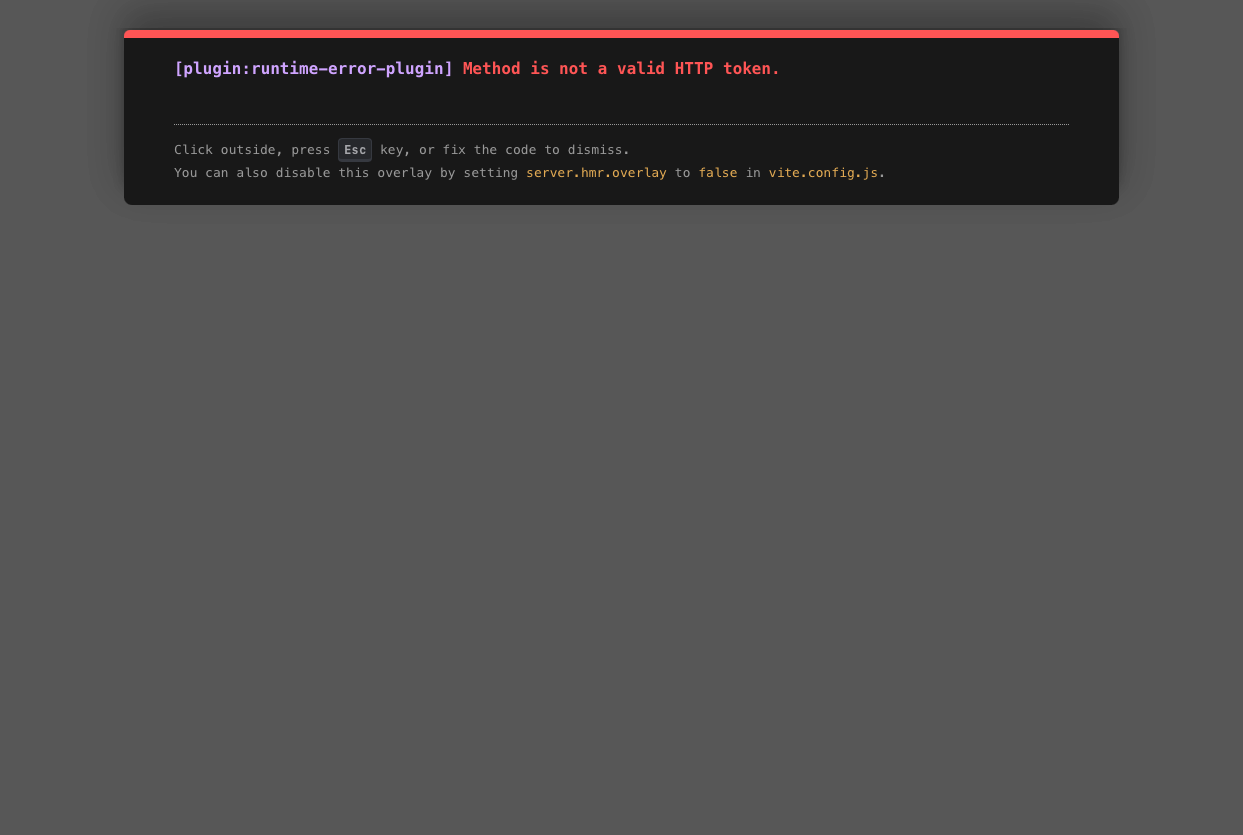 [plugin:runtime-error-plugin] Method is not a valid HTTP token.
Click outside, press Esc key, or fix the code to dismiss.
You can also disable this overlay by setting server.hmr.overlay to false in vite.config.js.